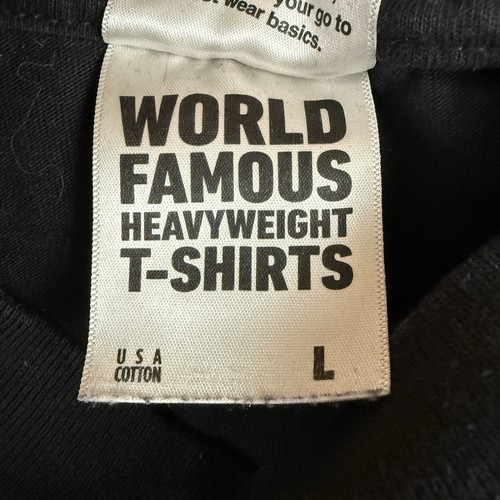 your go to
wear basics.
WORLD
FAMOUS
HEAVYWEIGHT
T-SHIRTS
USA
COTTON
L